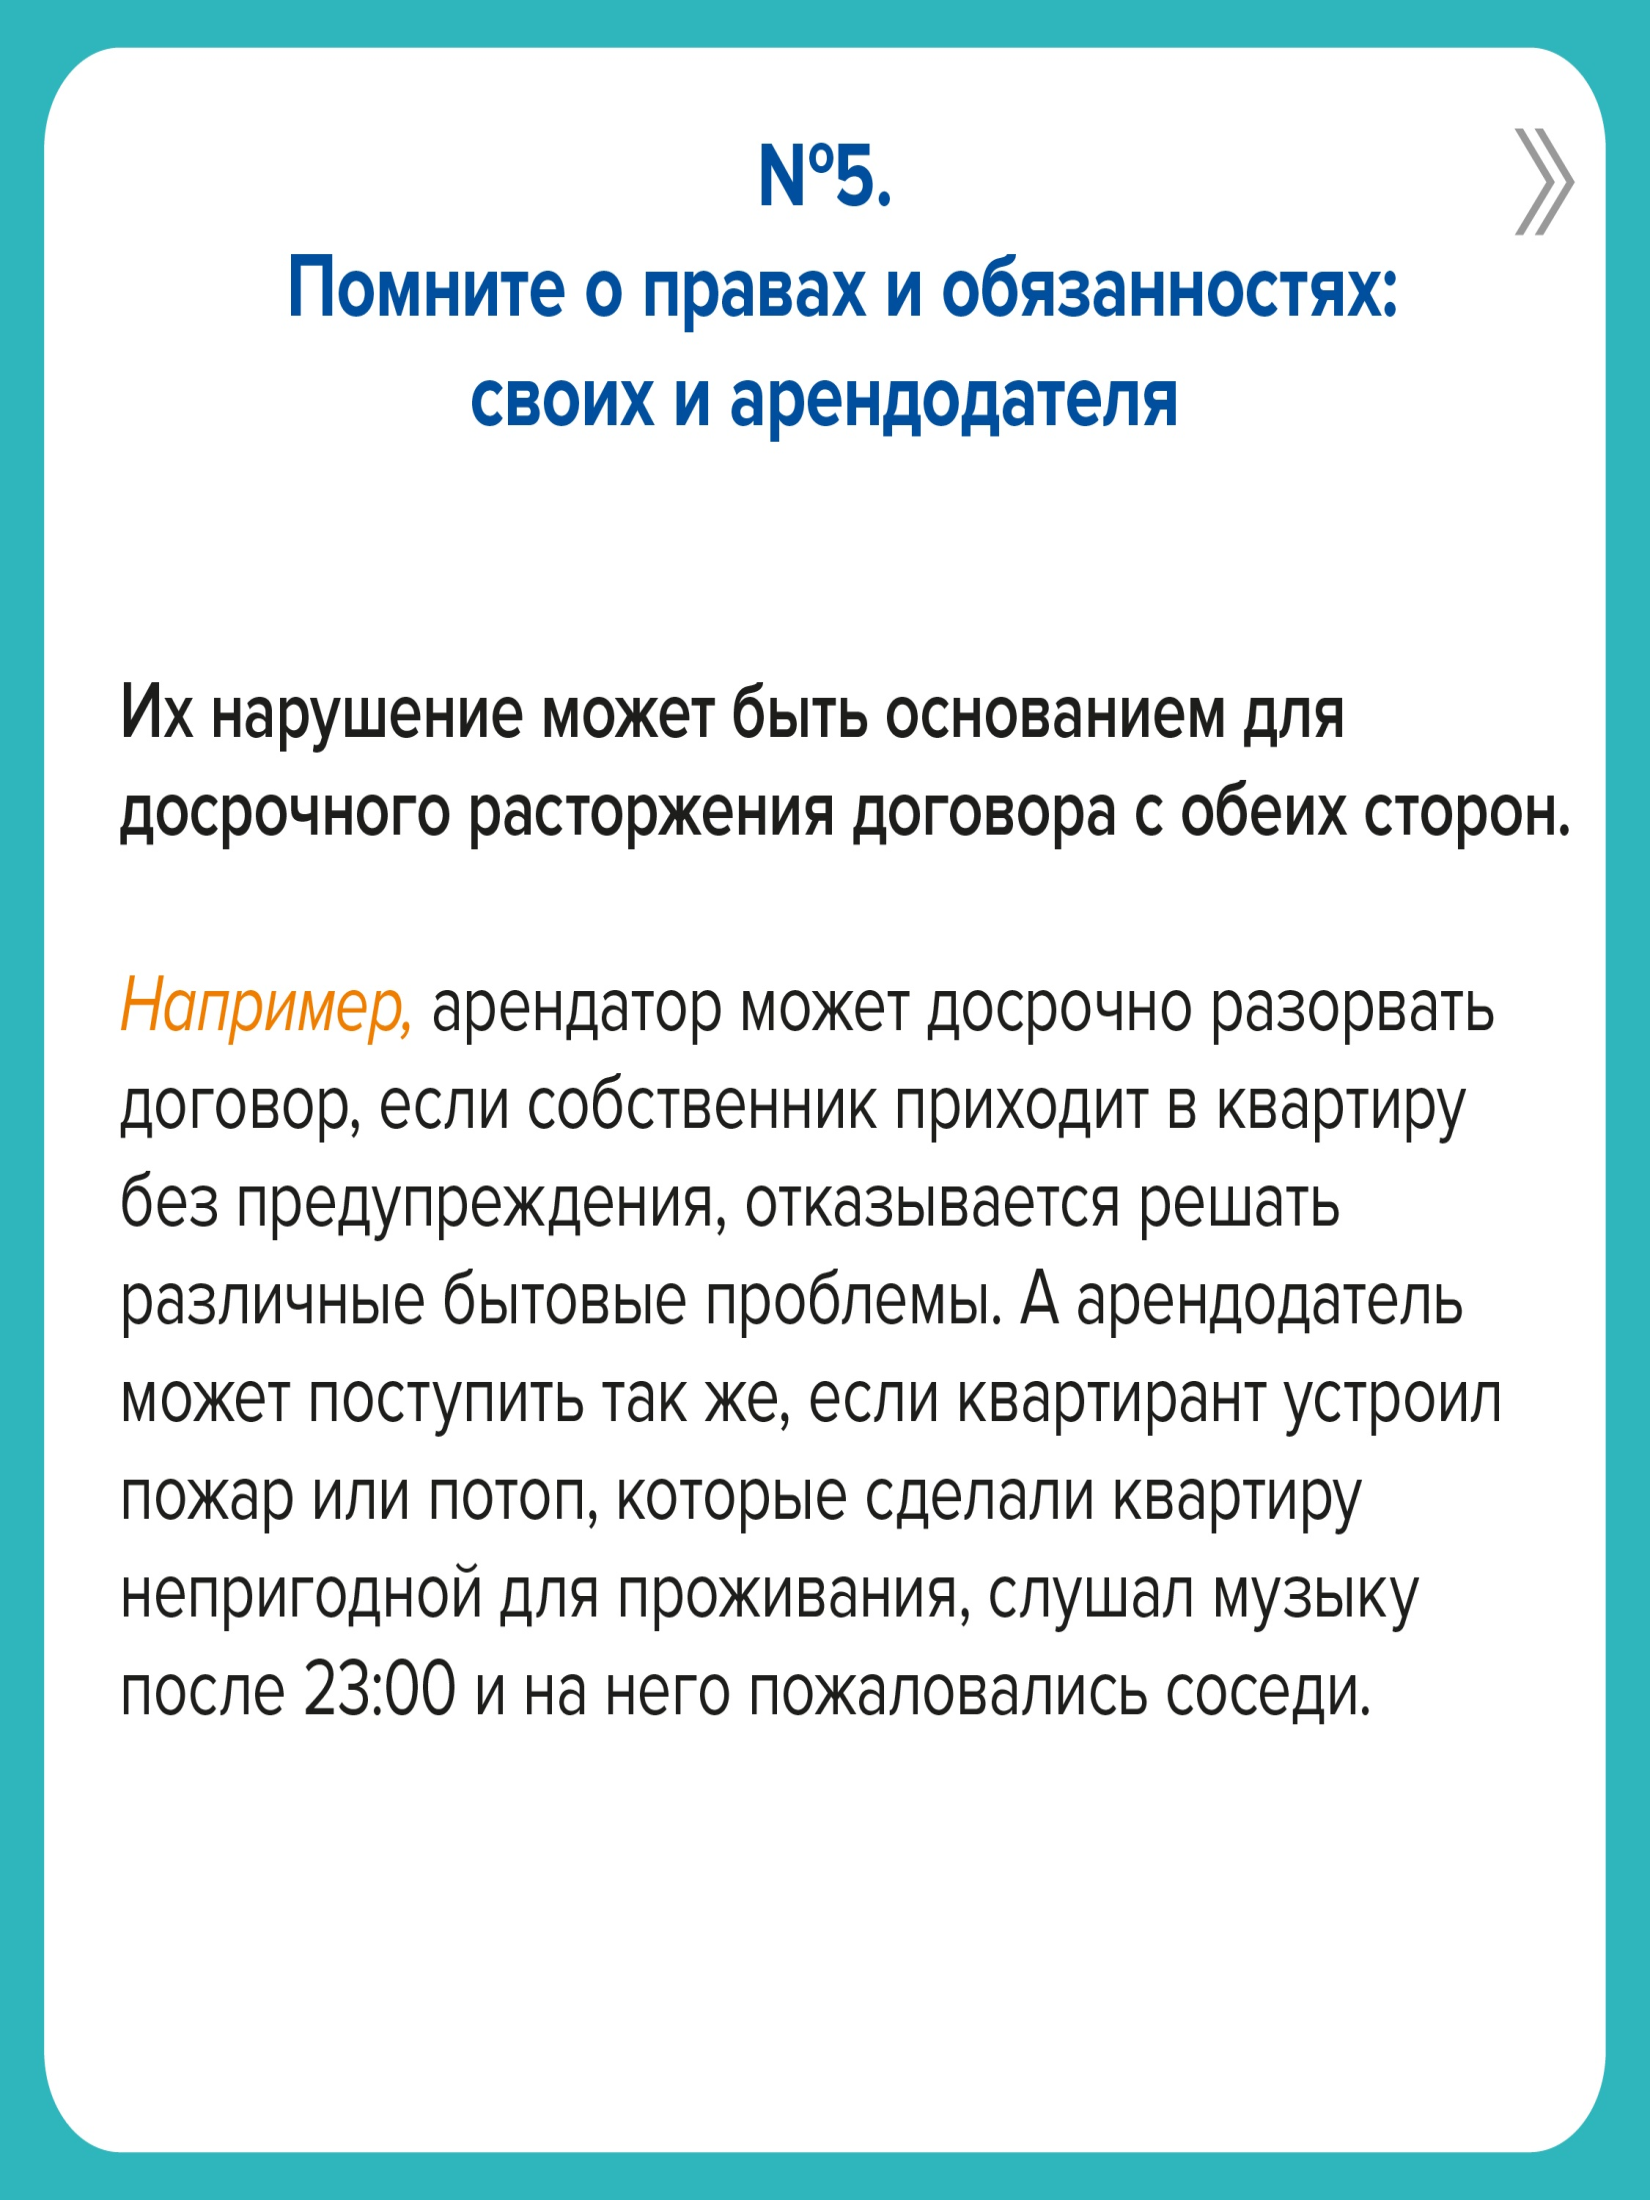 №5.
Помните о правах и обязанностях:
своих и арендодателя
Их нарушение может быть основанием для
досрочного расторжения договора с обеих сторон.
Например, арендатор может досрочно разорвать
договор, если собственник приходит в квартиру
без предупреждения, отказывается решать
различные бытовые проблемы. А арендодатель
может поступить так же, если квартирант устроил
пожар или потоп, которые сделали квартиру
непригодной для проживания, слушал музыку
после 23:00 и на него пожаловались соседи.